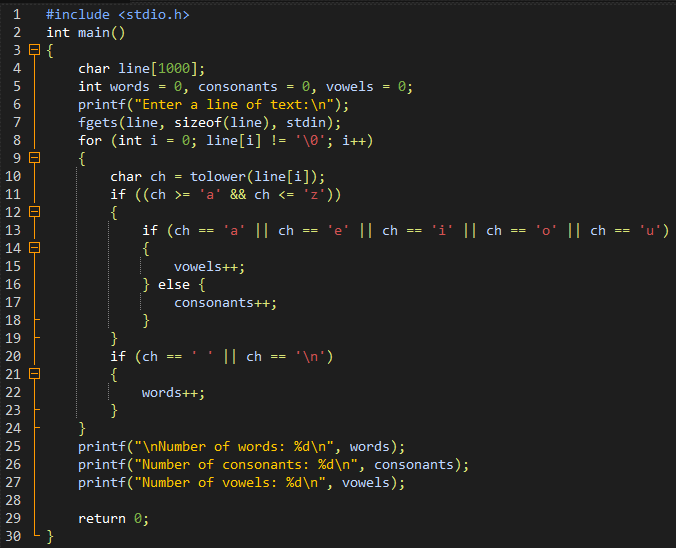 1 #include <stdio.h>
2 int main()
3 {
4     char line[1000];
5     int words = 0, consonants = 0, vowels = 0;
6     printf("Enter a line of text:\n");
7     fgets(line, sizeof(line), stdin);
8     for (int i = 0; line[i] != '\0'; i++)
9     {
10         char ch = tolower(line[i]);
11         if ((ch >= 'a' && ch <= 'z'))
12         {
13             if (ch == 'a' || ch == 'e' || ch == 'i' || ch == 'o' || ch == 'u')
14             {
15                 vowels++;
16             } else {
17                 consonants++;
18             }
19         }
20         if (ch == ' ' || ch == '\n')
21         {
22             words++;
23         }
24     }
25     printf("\nNumber of words: %d\n", words);
26     printf("Number of consonants: %d\n", consonants);
27     printf("Number of vowels: %d\n", vowels);
28
29     return 0;
30 }